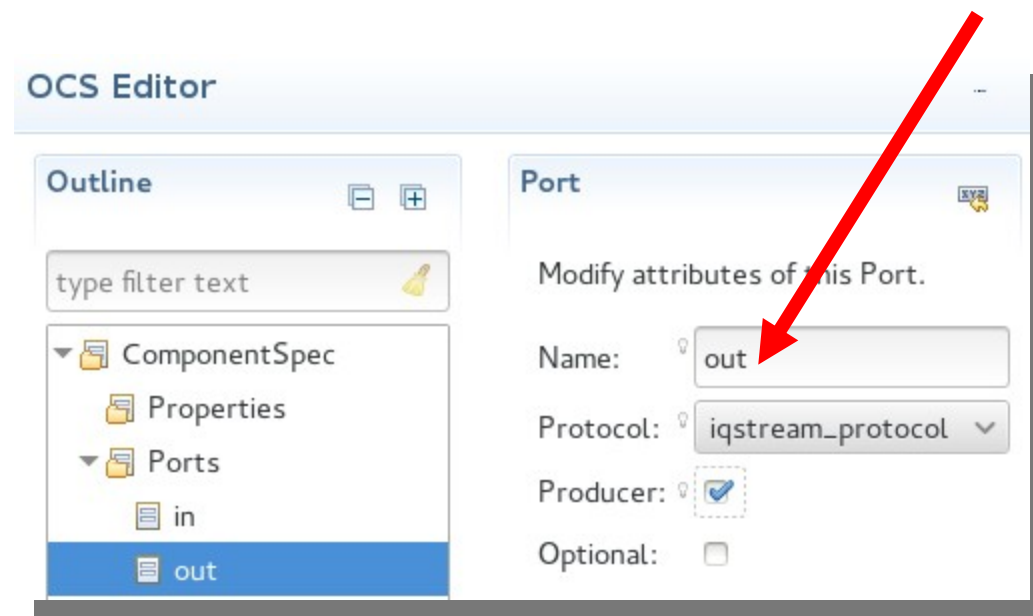 OCS Editor
Outline
type filter text
ComponentSpec
Properties
Ports
in
out
Port
XYZ
Modify attributes of this Port.
Name: out
Protocol: iqstream_protocol
Producer:
Optional: